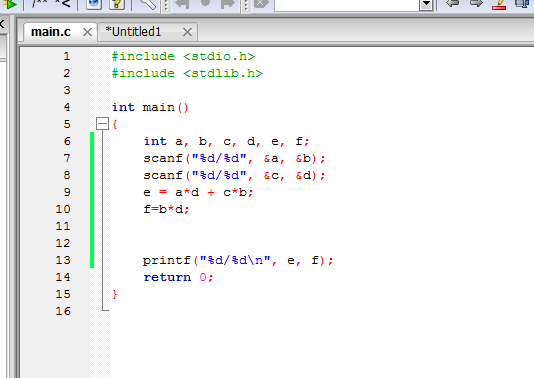 /** *<
main.c × *Untitled1 ×
1 #include <stdio.h>
2 #include <stdlib.h>
3
4 int main()
5 {
6 int a, b, c, d, e, f;
7 scanf("%d/%d", &a, &b);
8 scanf("%d/%d", &c, &d);
9 e = a*d + c*b;
10 f=b*d;
11
12
13 printf("%d/%d\n", e, f);
14 return 0;
15 }
16